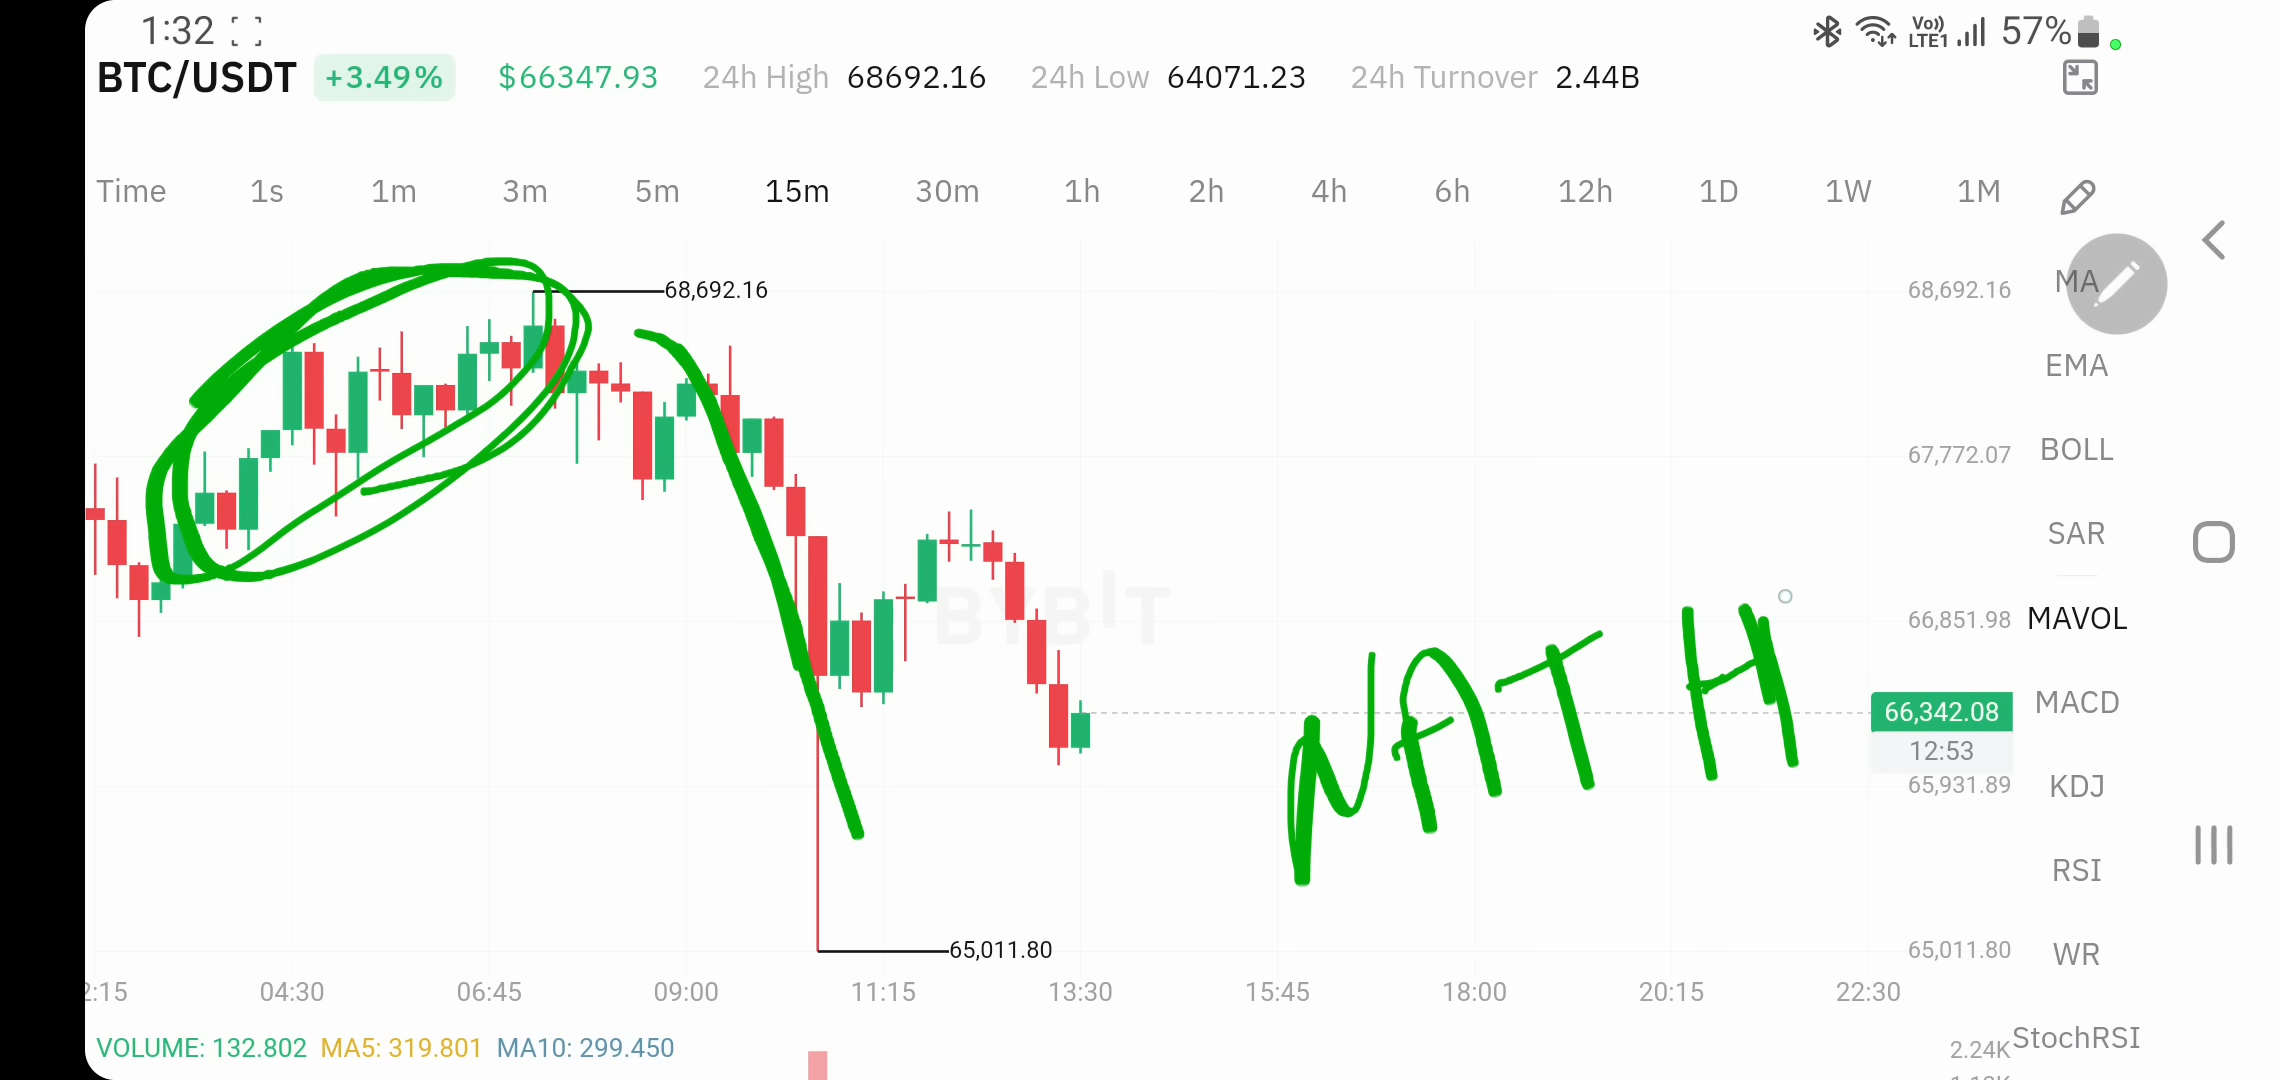 1:32 Vo)) LTE1 57%
BTC/USDT +3.49% $66347.93 24h High 68692.16 24h Low 64071.23 24h Turnover 2.44B
Time 1s 1m 3m 5m 15m 30m 1h 2h 4h 6h 12h 1D 1W 1M
68,692.16 68,692.16 MA
EMA
67,772.07 BOLL
SAR
BYBIT
66,851.98 MAVOL
MATH
66,342.08 MACD
12:53
65,931.89 KDJ
RSI
65,011.80 65,011.80 WR
2:15 04:30 06:45 09:00 11:15 13:30 15:45 18:00 20:15 22:30
VOLUME: 132.802 MA5: 319.801 MA10: 299.450
2.24K StochRSI